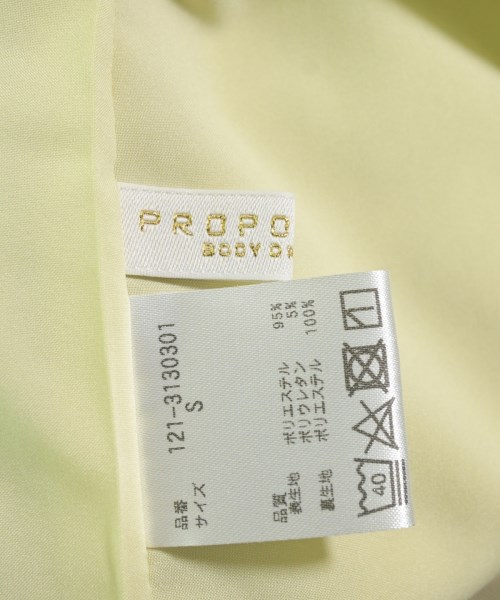 PROPO
BODY D
品番 121-3130301
サイズ S
品質
表生地 ポリエステル 95%
ポリウレタン 5%
裏生地 ポリエステル 100%
40